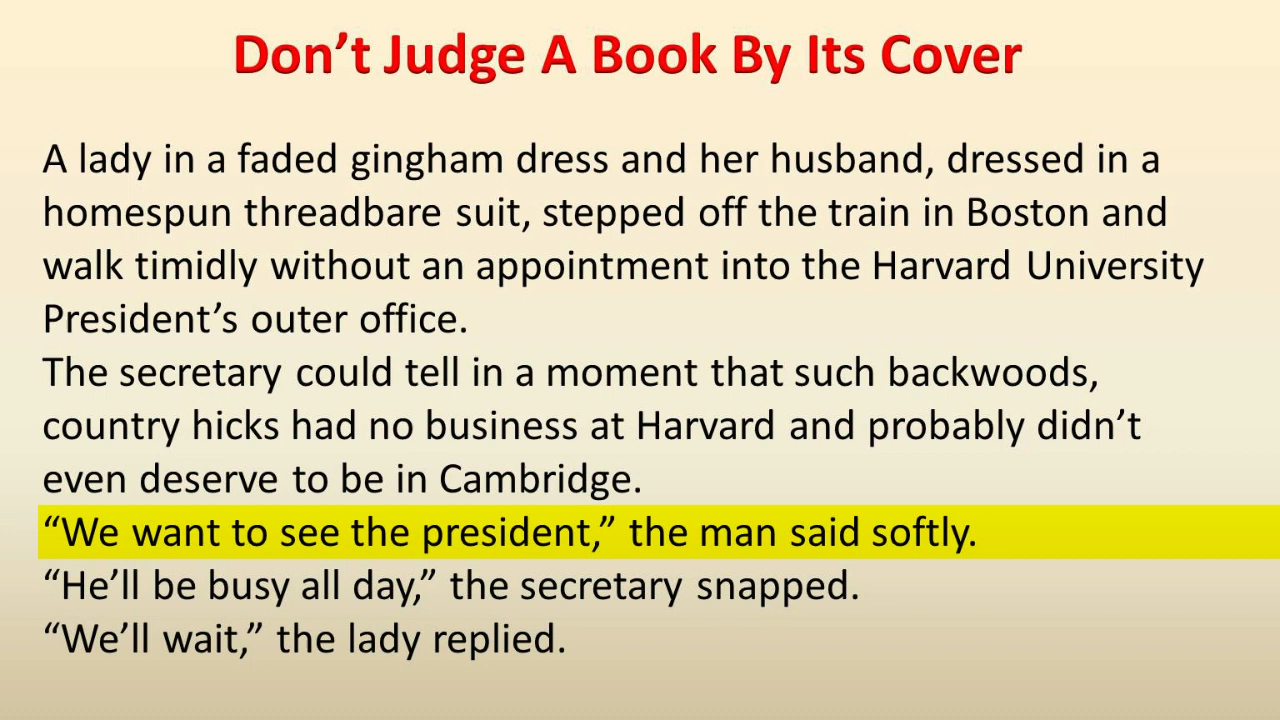 Don’t Judge A Book By Its Cover
A lady in a faded gingham dress and her husband, dressed in a
homespun threadbare suit, stepped off the train in Boston and
walk timidly without an appointment into the Harvard University
President’s outer office.
The secretary could tell in a moment that such backwoods,
country hicks had no business at Harvard and probably didn’t
even deserve to be in Cambridge.
“We want to see the president,” the man said softly.
“He’ll be busy all day,” the secretary snapped.
“We’ll wait,” the lady replied.